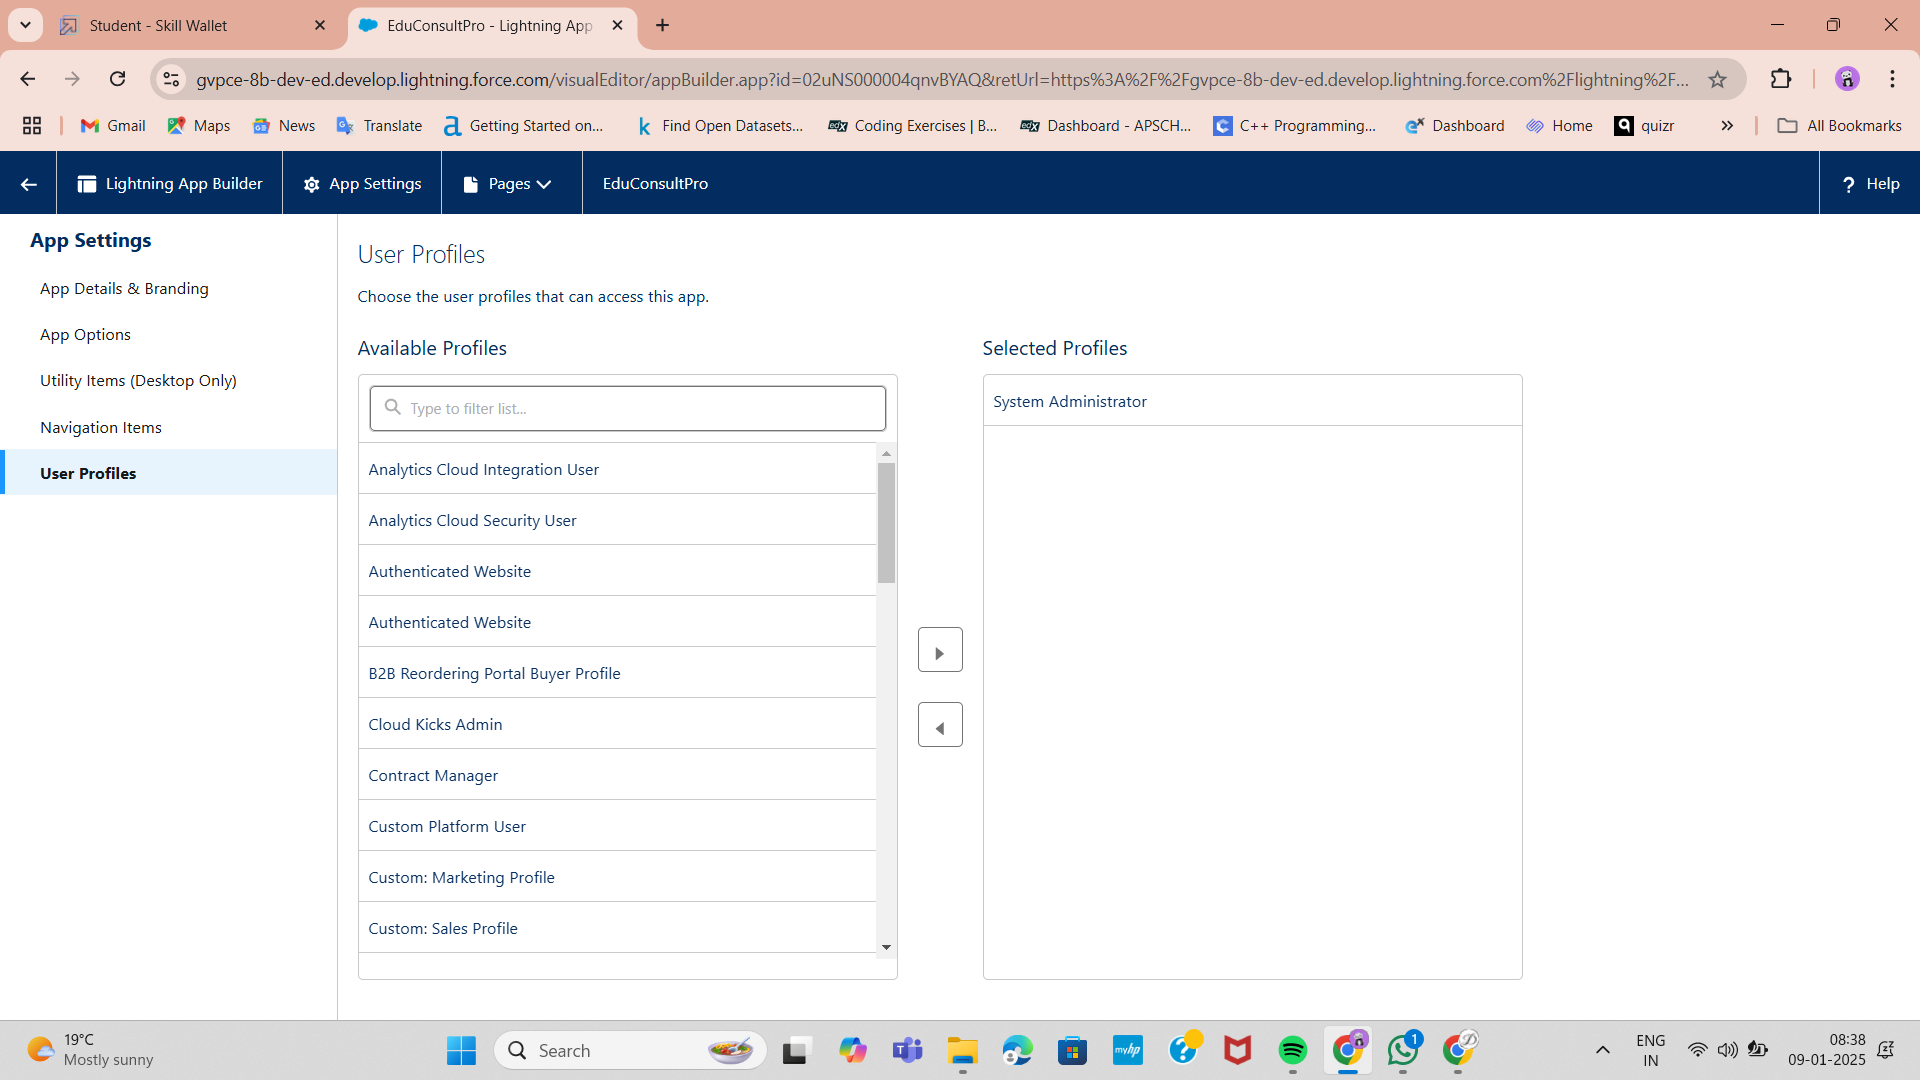 Student - Skill Wallet
EduConsultPro - Lightning App
gvpce-8b-dev-ed.develop.lightning.force.com/visualEditor/appBuilder.app?id=02uNS000004qnvBYAQ&retUrl=https%3A%2F%2Fgvpce-8b-dev-ed.develop.lightning.force.com%2Flightning%2F...
Gmail
Maps
News
Translate
Getting Started on...
Find Open Datasets...
Coding Exercises | B...
Dashboard - APSCH...
C++ Programming...
Dashboard
Home
quizr
All Bookmarks
Lightning App Builder
App Settings
Pages
EduConsultPro
? Help
App Settings
App Details & Branding
App Options
Utility Items (Desktop Only)
Navigation Items
User Profiles
User Profiles
Choose the user profiles that can access this app.
Available Profiles
Type to filter list...
Analytics Cloud Integration User
Analytics Cloud Security User
Authenticated Website
Authenticated Website
B2B Reordering Portal Buyer Profile
Cloud Kicks Admin
Contract Manager
Custom Platform User
Custom: Marketing Profile
Custom: Sales Profile
Selected Profiles
System Administrator
19°C
Mostly sunny
Search
myhp
1
ENG
IN
08:38
09-01-2025